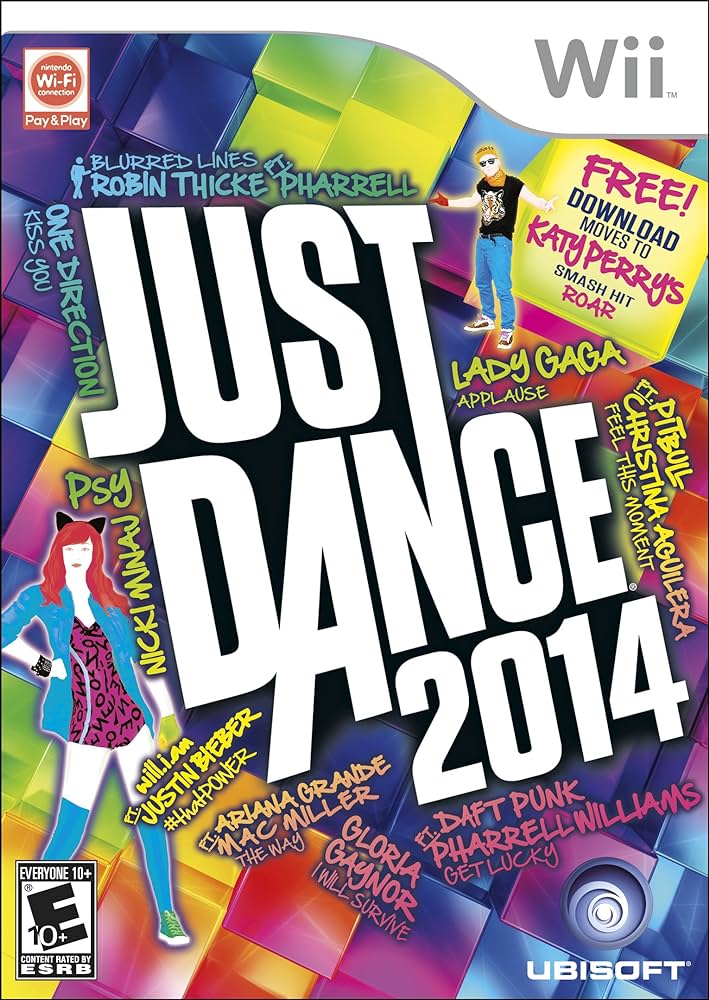 Wii™
nintendo
Wi-Fi
connection
Pay & Play
BLURRED LINES
ROBIN THICKE FT. PHARRELL
ONE DIRECTION
KISS YOU
FREE!
DOWNLOAD
MOVES TO
KATY PERRY'S
SMASH HIT
ROAR
JUST
DANCE®
2014
LADY GAGA
APPLAUSE
FT. PITBULL
CHRISTINA AGUILERA
FEEL THIS MOMENT
PSY
NICKI MINAJ
will.i.am
FT. JUSTIN BIEBER
#thatPOWER
ARIANA GRANDE
FT. MAC MILLER
THE WAY
GLORIA
GAYNOR
I WILL SURVIVE
DAFT PUNK
FT. PHARRELL WILLIAMS
GET LUCKY
EVERYONE 10+
E®
10+
CONTENT RATED BY
ESRB
UBISOFT®